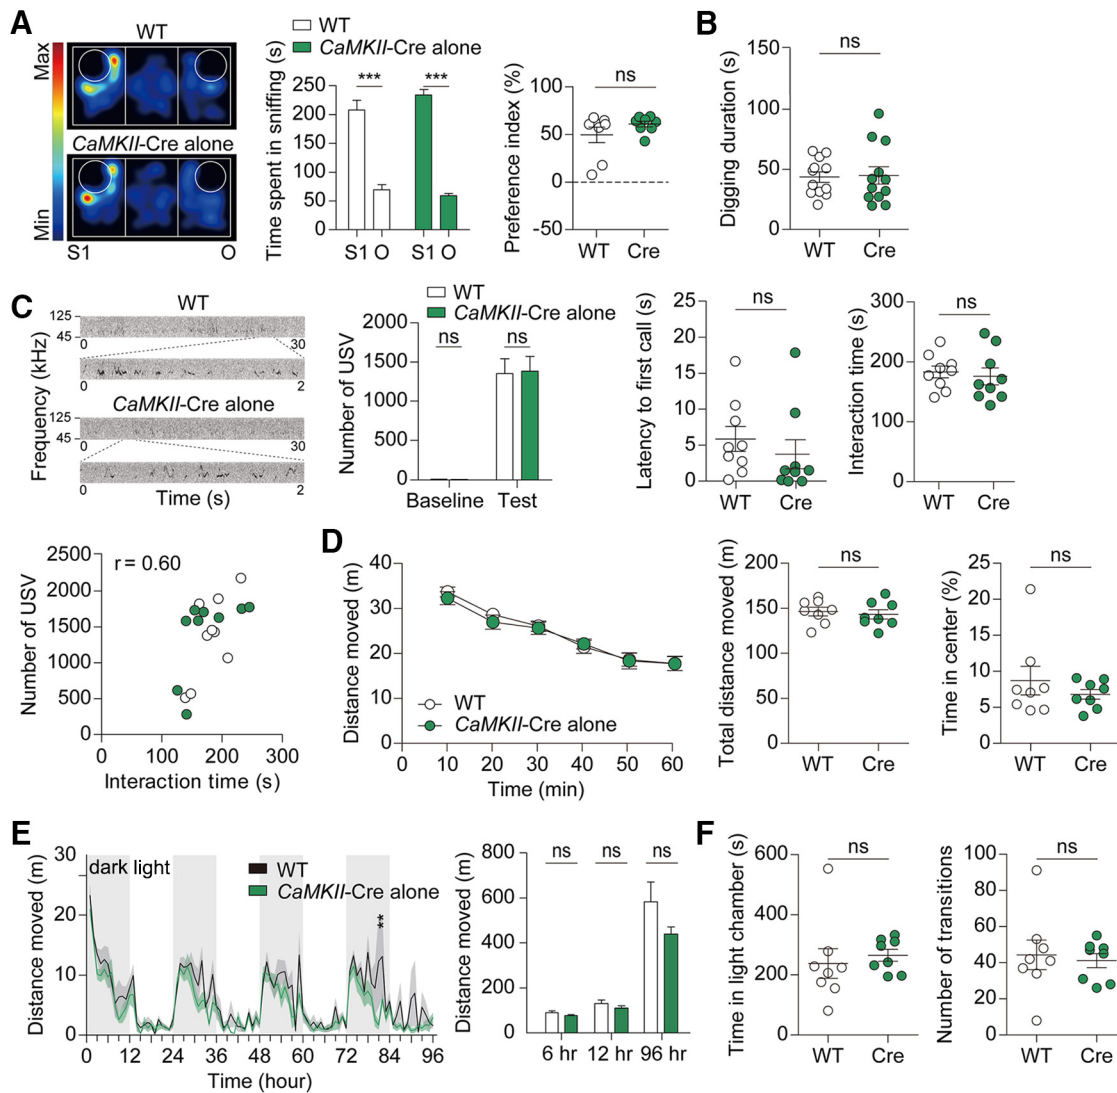 A
WT
Max
Min
CaMKII-Cre alone
S1
O
WT
CaMKII-Cre alone
Time spent in sniffing (s)
250
200
150
100
50
0
***
***
S1 O
S1 O
Preference index (%)
100
50
0
-50
ns
WT
Cre
B
Digging duration (s)
150
100
50
0
ns
WT
Cre
C
WT
Frequency (kHz)
125
45
0
30
0
2
CaMKII-Cre alone
125
45
0
30
0
2
Time (s)
WT
CaMKII-Cre alone
Number of USV
2000
1500
1000
500
0
ns
ns
Baseline
Test
Latency to first call (s)
25
20
15
10
5
0
ns
WT
Cre
Interaction time (s)
300
200
100
0
ns
WT
Cre
Number of USV
2500
2000
1500
1000
500
0
r = 0.60
0
100
200
300
Interaction time (s)
D
Distance moved (m)
40
30
20
10
0
WT
CaMKII-Cre alone
0
10
20
30
40
50
60
Time (min)
Total distance moved (m)
200
150
100
50
0
ns
WT
Cre
Time in center (%)
25
20
15
10
5
0
ns
WT
Cre
E
Distance moved (m)
30
20
10
0
dark light
WT
CaMKII-Cre alone
**
0
12
24
36
48
60
72
84
96
Time (hour)
Distance moved (m)
800
600
400
200
0
ns
ns
ns
6 hr
12 hr
96 hr
F
Time in light chamber (s)
600
400
200
0
ns
WT
Cre
Number of transitions
100
80
60
40
20
0
ns
WT
Cre